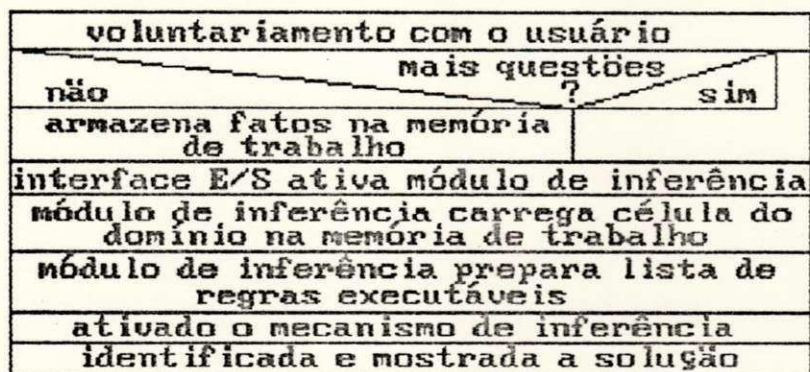 voluntariamento com o usuário
mais questões
não ? sim
armazena fatos na memória
de trabalho
interface E/S ativa módulo de inferência
módulo de inferência carrega célula do
domínio na memória de trabalho
módulo de inferência prepara lista de
regras executáveis
ativado o mecanismo de inferência
identificada e mostrada a solução